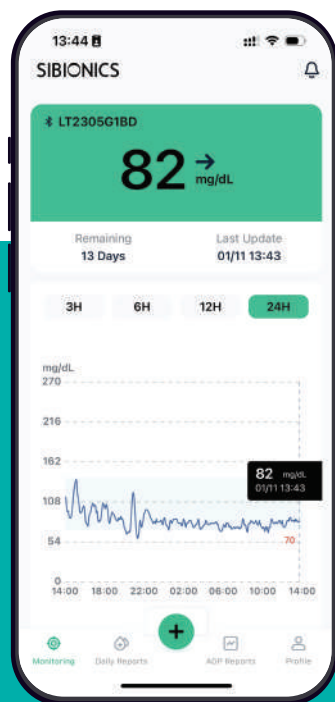 13:44
SIBIONICS
LT2305G1BD
82 → mg/dL
Remaining
13 Days
Last Update
01/11 13:43
3H 6H 12H 24H
mg/dL
270
216
162
82 mg/dL
01/11 13:43
108
54
70
0
14:00 18:00 22:00 02:00 06:00 10:00 14:00
+
Monitoring Daily Reports AGP Reports Profile